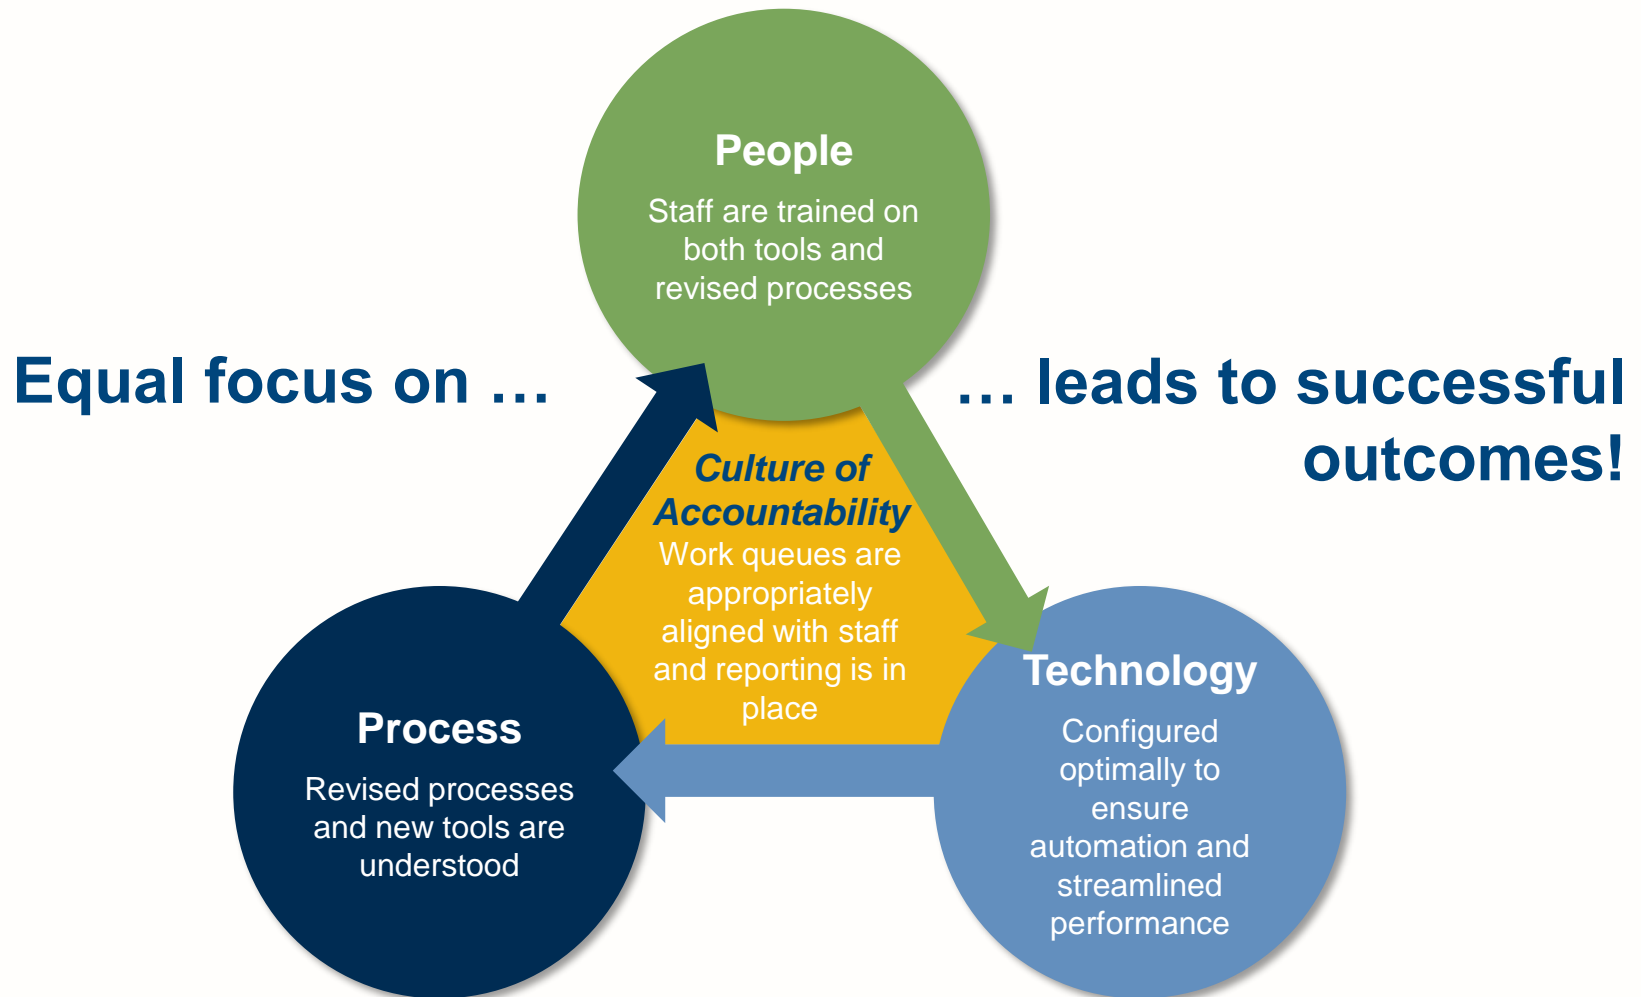 People
Staff are trained on
both tools and
revised processes
Equal focus on …
… leads to successful
outcomes!
Culture of
Accountability
Work queues are
appropriately
aligned with staff
and reporting is in
place
Process
Revised processes
and new tools are
understood
Technology
Configured
optimally to
ensure
automation and
streamlined
performance